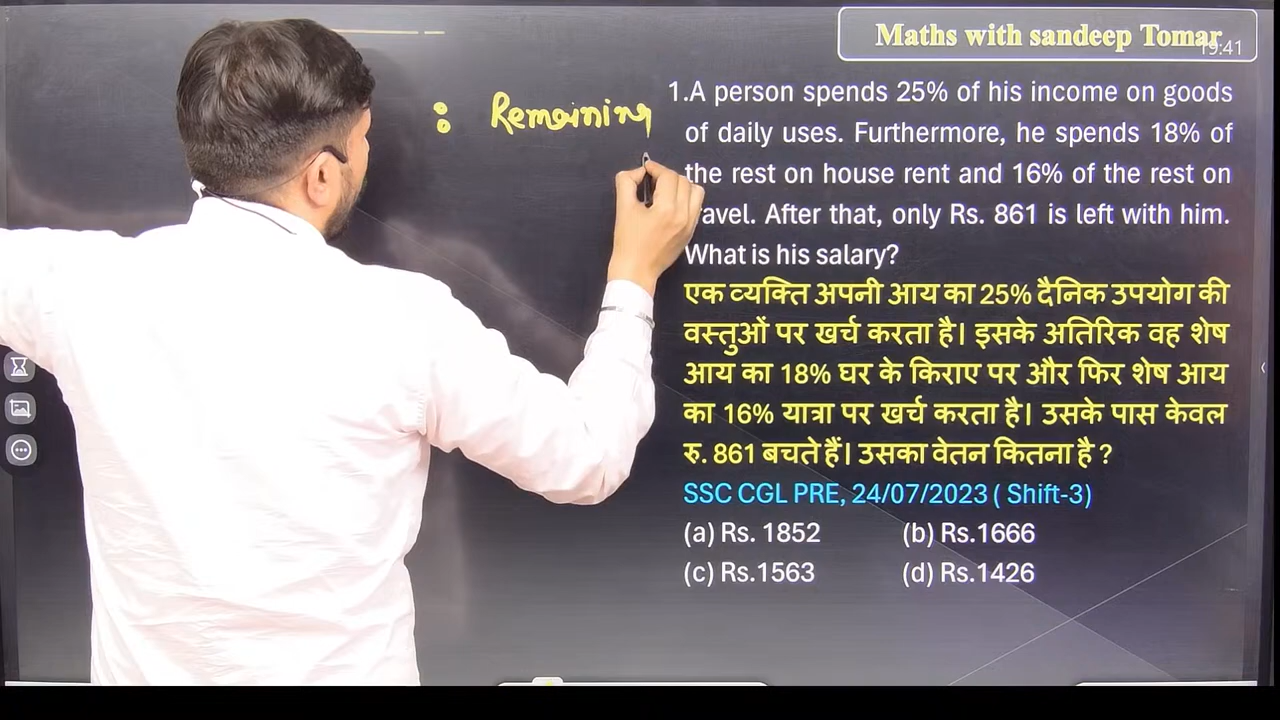 Maths with sandeep Tomar
19:41
: Remaining
1.A person spends 25% of his income on goods
of daily uses. Furthermore, he spends 18% of
the rest on house rent and 16% of the rest on
ravel. After that, only Rs. 861 is left with him.
What is his salary?
एक व्यक्ति अपनी आय का 25% दैनिक उपयोग की
वस्तुओं पर खर्च करता है। इसके अतिरिक वह शेष
आय का 18% घर के किराए पर और फिर शेष आय
का 16% यात्रा पर खर्च करता है। उसके पास केवल
रु. 861 बचते हैं। उसका वेतन कितना है ?
SSC CGL PRE, 24/07/2023 ( Shift-3)
(a) Rs. 1852 (b) Rs.1666
(c) Rs.1563 (d) Rs.1426